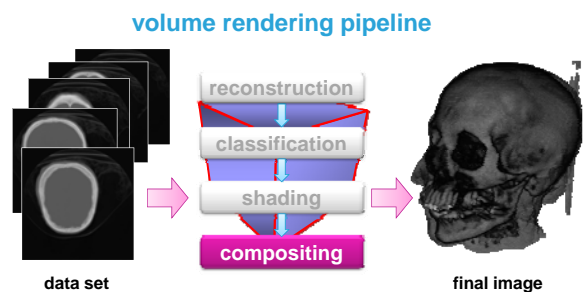 volume rendering pipeline
reconstruction
classification
shading
compositing
data set
final image